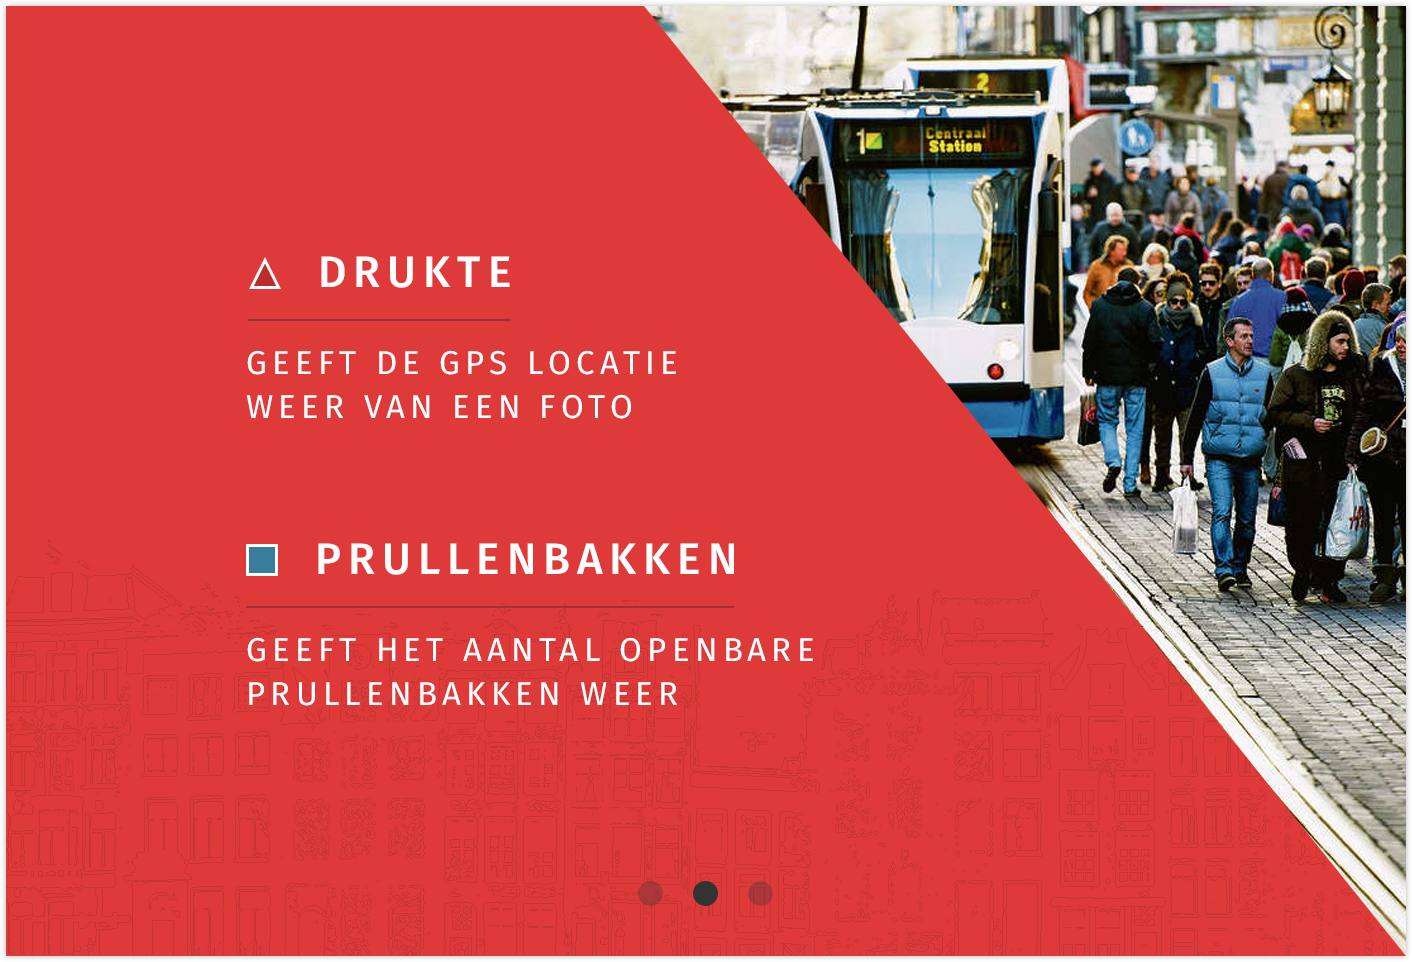 2
1 Centraal
Station
DRUKTE
GEEFT DE GPS LOCATIE
WEER VAN EEN FOTO
PRULLENBAKKEN
GEEFT HET AANTAL OPENBARE
PRULLENBAKKEN WEER